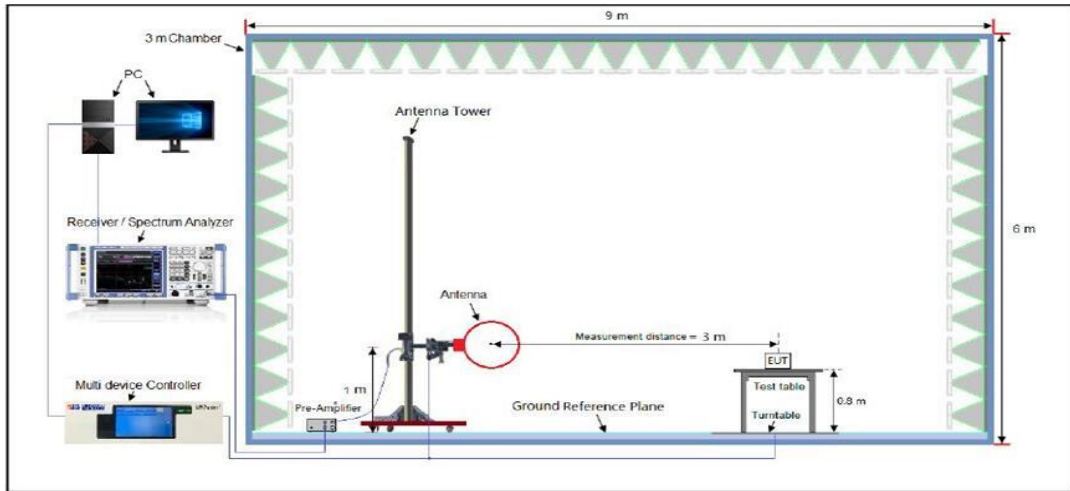 9 m
3 m Chamber
PC
Antenna Tower
Receiver / Spectrum Analyzer
6 m
Antenna
Measurement distance = 3 m
EUT
Multi device Controller
1 m
Test table
0.8 m
Pre-Amplifier
Ground Reference Plane
Turntable